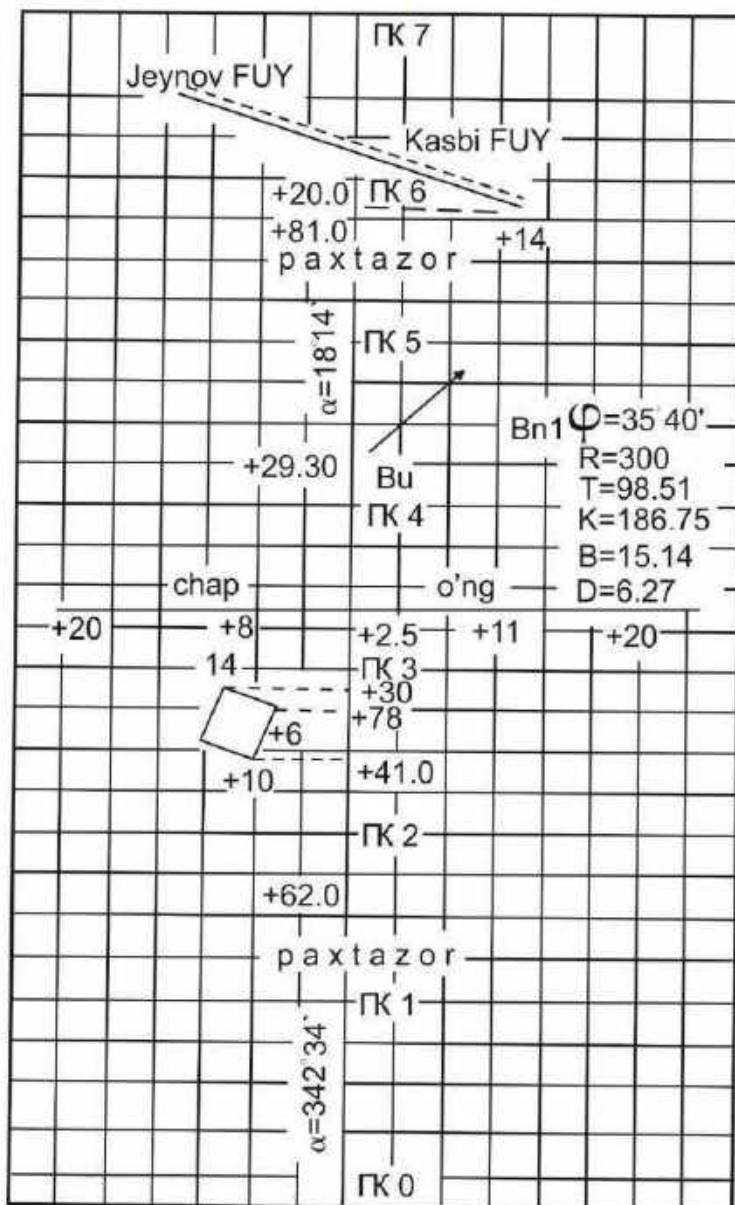 ПК 7
Jeynov FUY
Kasbi FUY
+20.0 ПК 6
+81.0 +14
paxtazor
ПК 5
α=18°14'
Bn1 φ=35°40'
+29.30 Bu R=300
T=98.51
ПК 4 K=186.75
B=15.14
chap o'ng D=6.27
+20 +8 +2.5 +11 +20
14 ПК 3
+30
+78
+6
+10 +41.0
ПК 2
+62.0
paxtazor
ПК 1
α=342°34'
ПК 0